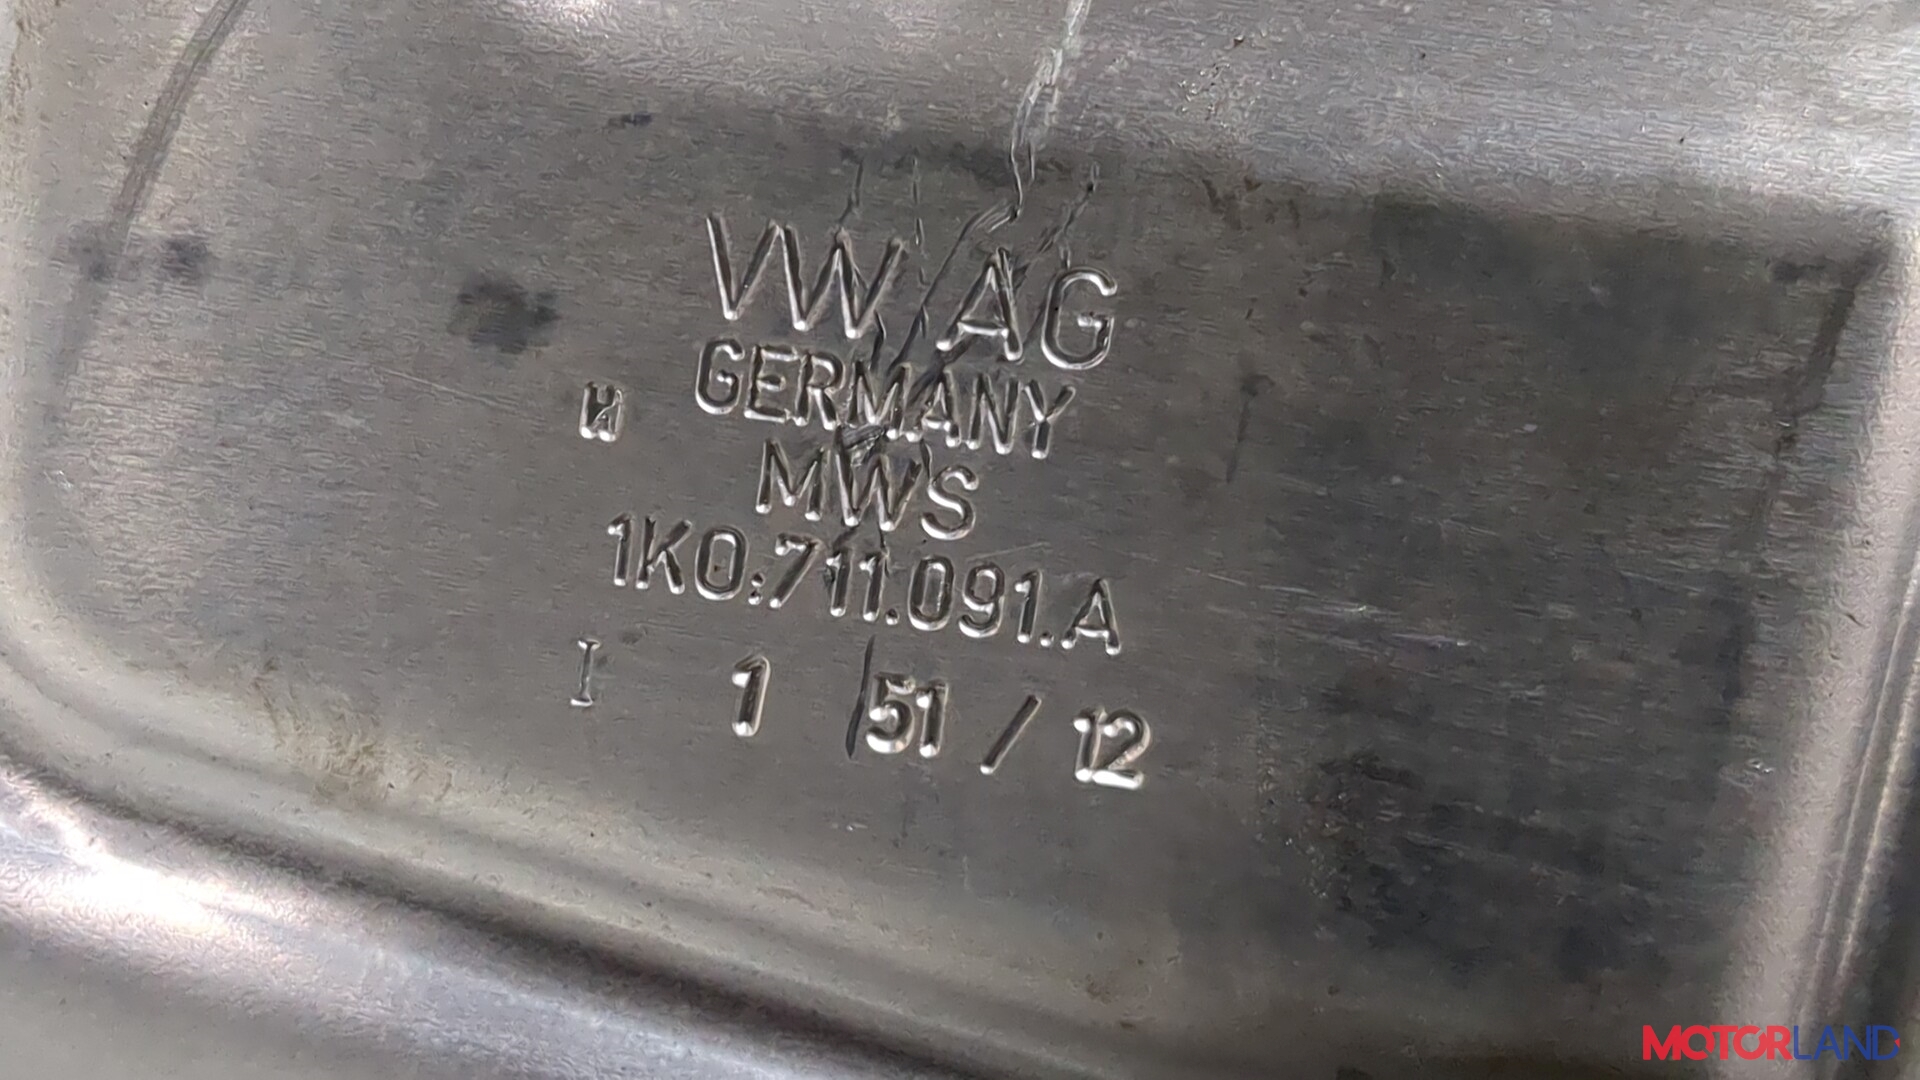 VW AG
GERMANY
MWS
1K0.711.091.A
I 1 51 / 12
MOTORLAND